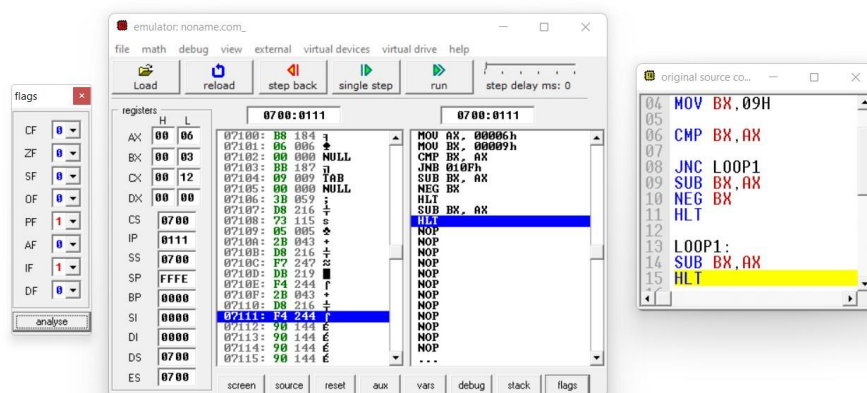 emulator: noname.com_
file math debug view external virtual devices virtual drive help
Load reload step back single step run step delay ms: 0
flags
CF 0
ZF 0
SF 0
OF 0
PF 1
AF 0
IF 1
DF 0
analyse
registers
H L
AX 00 06
BX 00 03
CX 00 12
DX 00 00
CS 0700
IP 0111
SS 0700
SP FFFE
BP 0000
SI 0000
DI 0000
DS 0700
ES 0700
0700:0111
07100: B8 184 ╕
07101: 06 006 ♠
07102: 00 000 NULL
07103: BB 187 ╗
07104: 09 009 TAB
07105: 00 000 NULL
07106: 3B 059 ;
07107: D8 216 ╪
07108: 73 115 s
07109: 05 005 ♣
0710A: 2B 043 +
0710B: D8 216 ╪
0710C: F7 247 ≈
0710D: DB 219 █
0710E: F4 244 ⌠
0710F: 2B 043 +
07110: D8 216 ╪
07111: F4 244 ⌠
07112: 90 144 É
07113: 90 144 É
07114: 90 144 É
07115: 90 144 É
0700:0111
MOV AX, 00006h
MOV BX, 00009h
CMP BX, AX
JNB 010Fh
SUB BX, AX
NEG BX
HLT
SUB BX, AX
HLT
NOP
NOP
NOP
NOP
NOP
NOP
NOP
NOP
NOP
NOP
NOP
NOP
...
screen source reset aux vars debug stack flags
original source co...
04 MOV BX,09H
05
06 CMP BX,AX
07
08 JNC LOOP1
09 SUB BX,AX
10 NEG BX
11 HLT
12
13 LOOP1:
14 SUB BX,AX
15 HLT